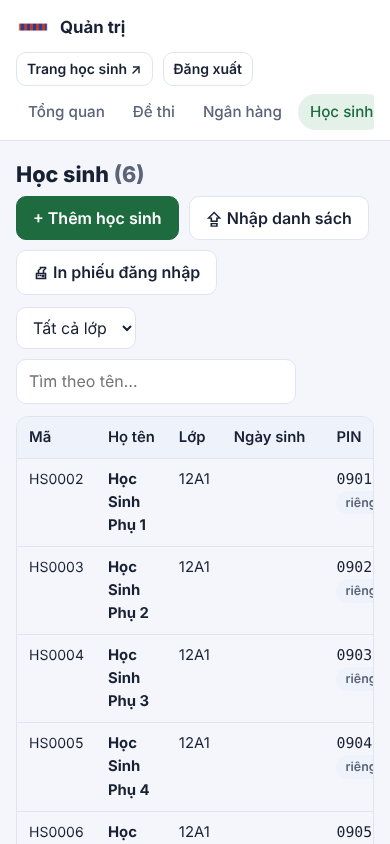 Quản trị
Trang học sinh ↗ Đăng xuất
Tổng quan Đề thi Ngân hàng Học sinh
Học sinh (6)
+ Thêm học sinh ⇪ Nhập danh sách
🖨 In phiếu đăng nhập
Tất cả lớp
Tìm theo tên...
Mã Họ tên Lớp Ngày sinh PIN
HS0002 Học Sinh Phụ 1 12A1 0901 riêng
HS0003 Học Sinh Phụ 2 12A1 0902 riêng
HS0004 Học Sinh Phụ 3 12A1 0903 riêng
HS0005 Học Sinh Phụ 4 12A1 0904 riêng
HS0006 Học 12A1 0905